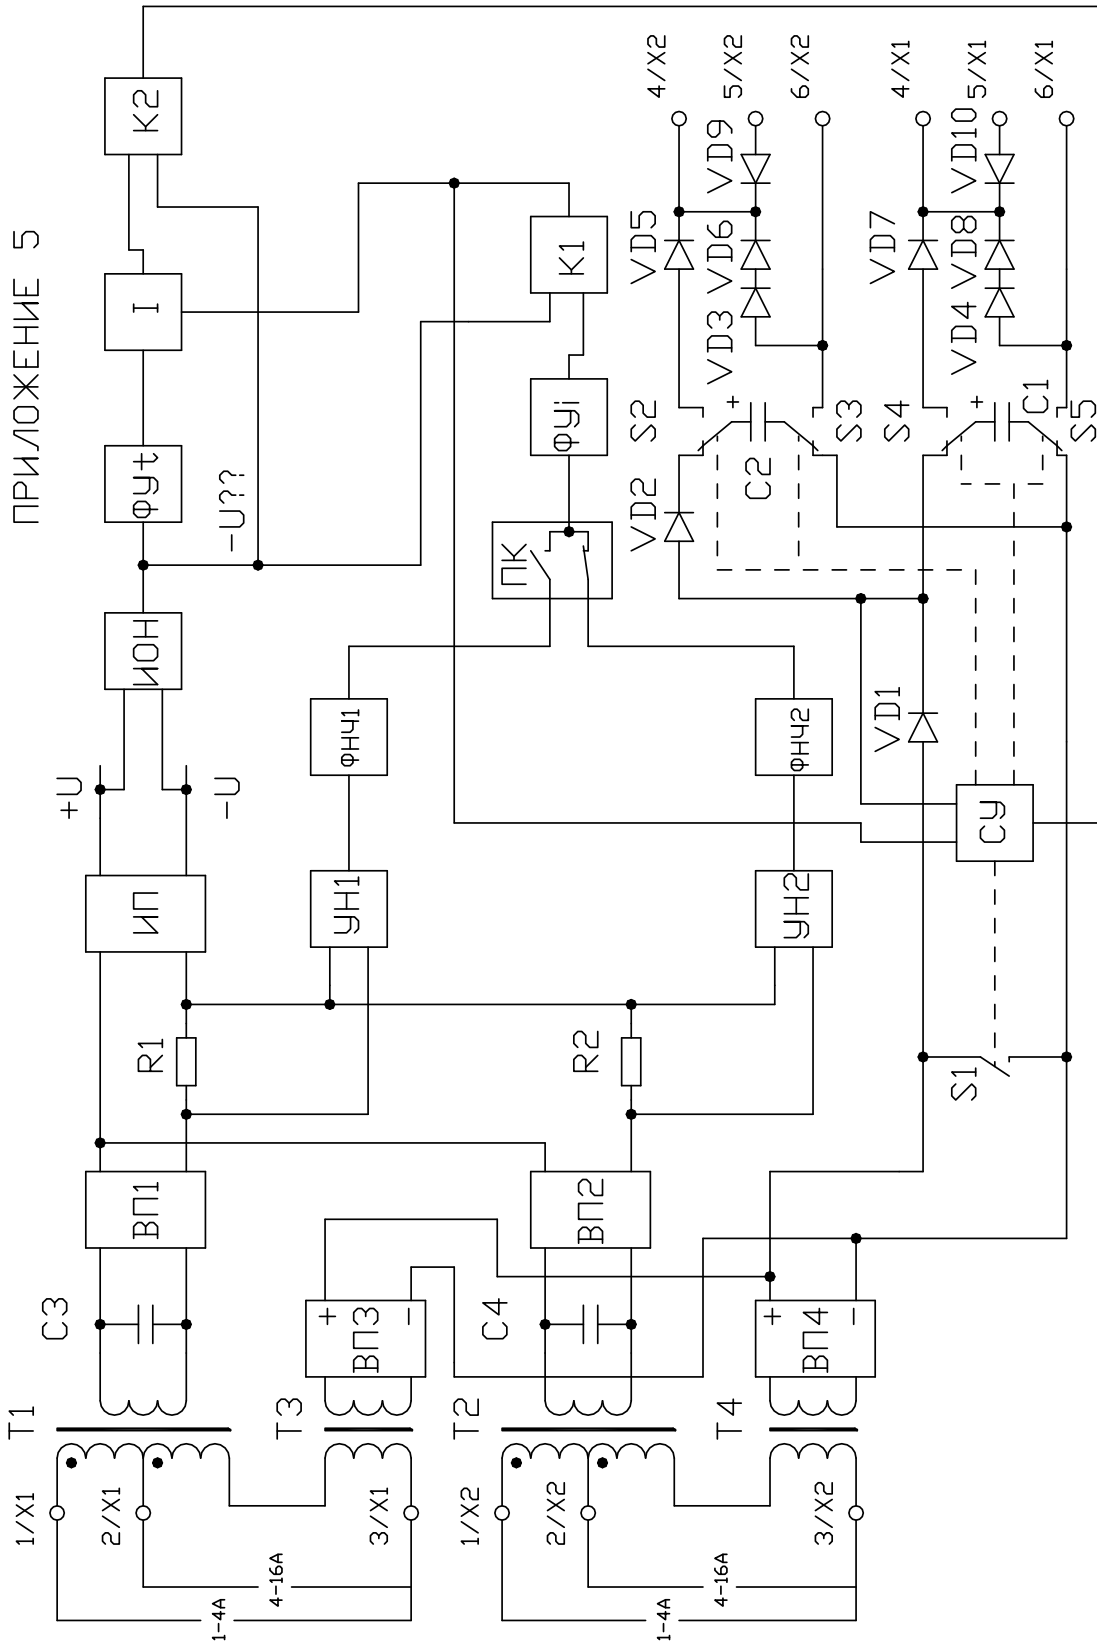 ПРИЛОЖЕНИЕ 5
T1
1/X1
2/X1
3/X1
1-4A
4-16A
C3
ВП1
R1
ИП
+U
-U
ИОН
ФУt
-U??
I
К2
T3
+
ВП3
-
УН1
ФНЧ1
ПК
ФУi
К1
T2
1/X2
2/X2
3/X2
1-4A
4-16A
C4
ВП2
R2
УН2
ФНЧ2
T4
+
ВП4
-
S1
СУ
VD1
VD2
S2
+
C2
S3
VD5
VD3
VD6
VD9
4/X2
5/X2
6/X2
S4
+
C1
S5
VD7
VD4
VD8
VD10
4/X1
5/X1
6/X1